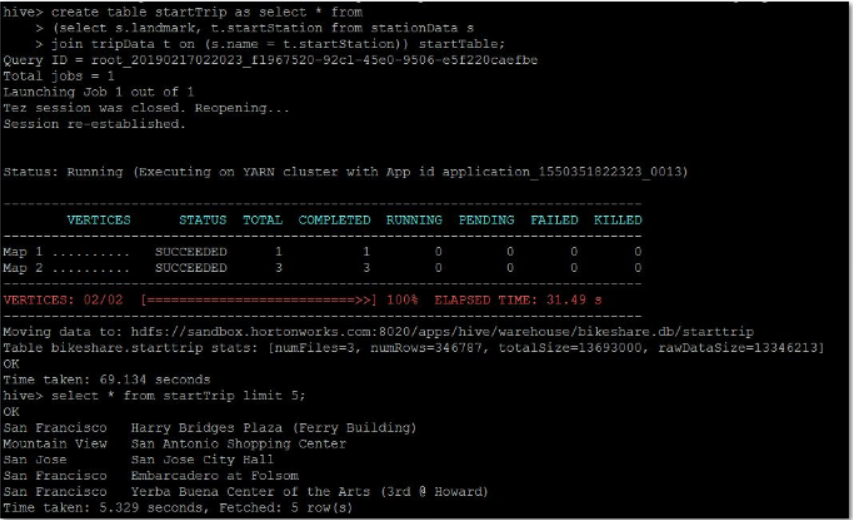 hive> create table startTrip as select * from
    > (select s.landmark, t.startStation from stationData s
    > join tripData t on (s.name = t.startStation)) startTable;
Query ID = root_20190217022023_f1967520-92c1-45e0-9506-e5f220caefbe
Total jobs = 1
Launching Job 1 out of 1
Tez session was closed. Reopening...
Session re-established.
Status: Running (Executing on YARN cluster with App id application_1550351822323_0013)
--------------------------------------------------------------------------------
        VERTICES      STATUS  TOTAL  COMPLETED  RUNNING  PENDING  FAILED  KILLED
--------------------------------------------------------------------------------
Map 1 ..........   SUCCEEDED      1          1        0        0       0       0
Map 2 ..........   SUCCEEDED      3          3        0        0       0       0
--------------------------------------------------------------------------------
VERTICES: 02/02  [==========================>>] 100%  ELAPSED TIME: 31.49 s
--------------------------------------------------------------------------------
Moving data to: hdfs://sandbox.hortonworks.com:8020/apps/hive/warehouse/bikeshare.db/starttrip
Table bikeshare.starttrip stats: [numFiles=3, numRows=346787, totalSize=13693000, rawDataSize=13346213]
OK
Time taken: 69.134 seconds
hive> select * from startTrip limit 5;
OK
San Francisco   Harry Bridges Plaza (Ferry Building)
Mountain View   San Antonio Shopping Center
San Jose        San Jose City Hall
San Francisco   Embarcadero at Folsom
San Francisco   Yerba Buena Center of the Arts (3rd @ Howard)
Time taken: 5.329 seconds, Fetched: 5 row(s)